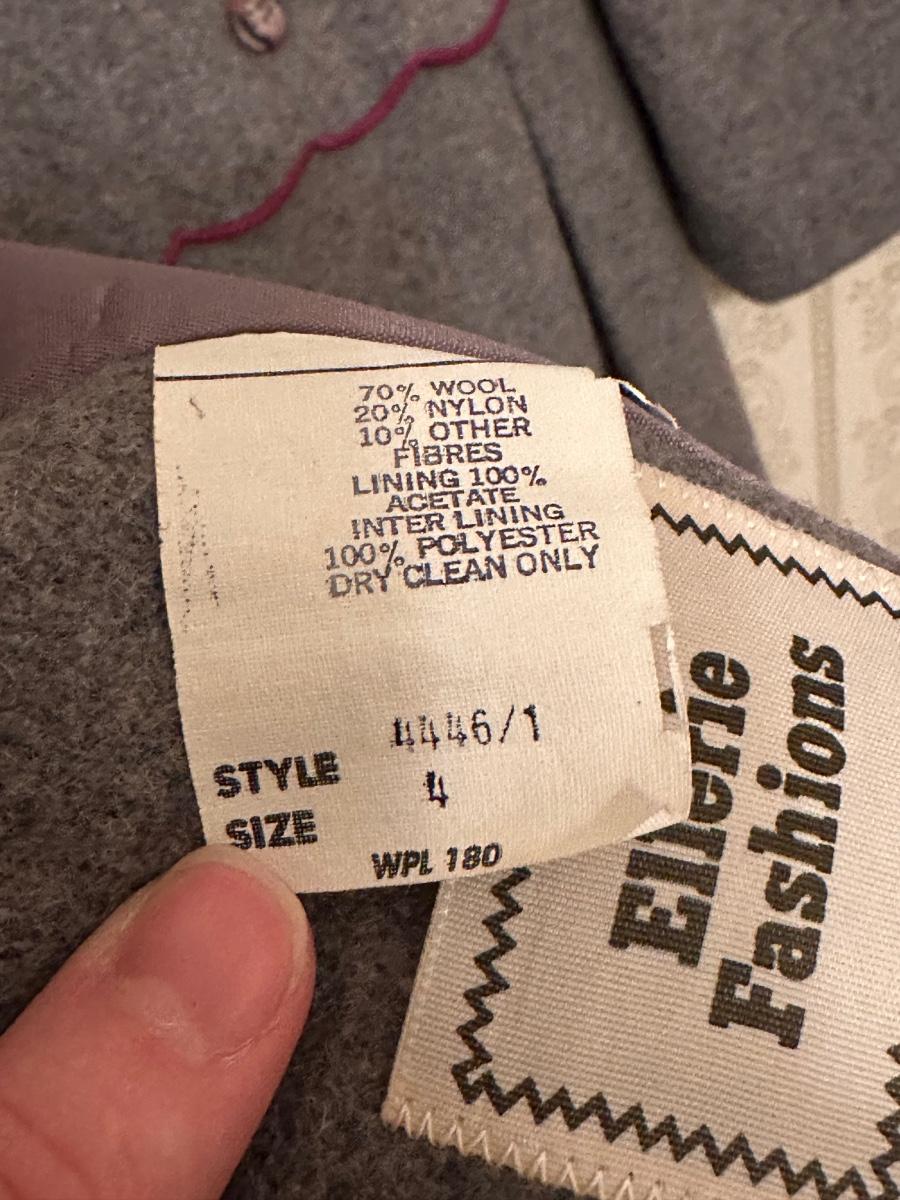 70% WOOL
20% NYLON
10% OTHER
FIBRES
LINING 100%
ACETATE
INTER LINING
100% POLYESTER
DRY CLEAN ONLY
STYLE 4446/1
SIZE 4
WPL 180
Ellerie
Fashions